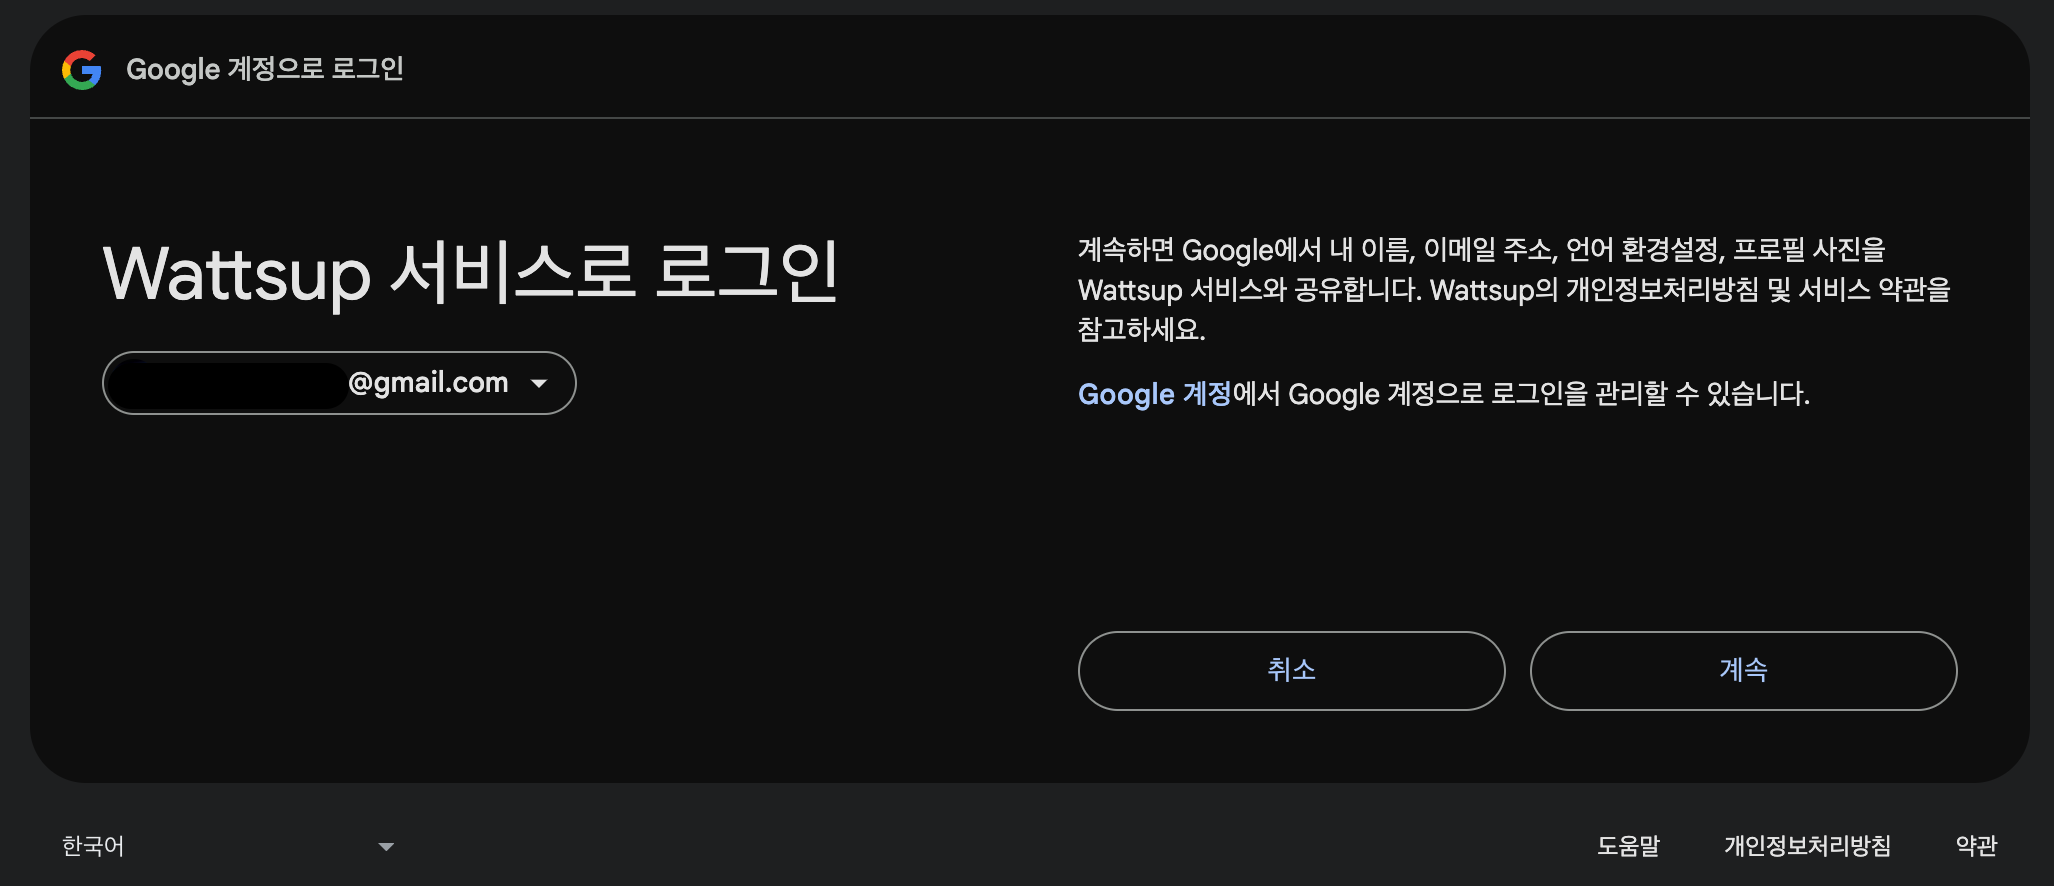 Google 계정으로 로그인
Wattsup 서비스로 로그인
@gmail.com
계속하면 Google에서 내 이름, 이메일 주소, 언어 환경설정, 프로필 사진을
Wattsup 서비스와 공유합니다. Wattsup의 개인정보처리방침 및 서비스 약관을
참고하세요.
Google 계정에서 Google 계정으로 로그인을 관리할 수 있습니다.
취소
계속
한국어
도움말
개인정보처리방침
약관